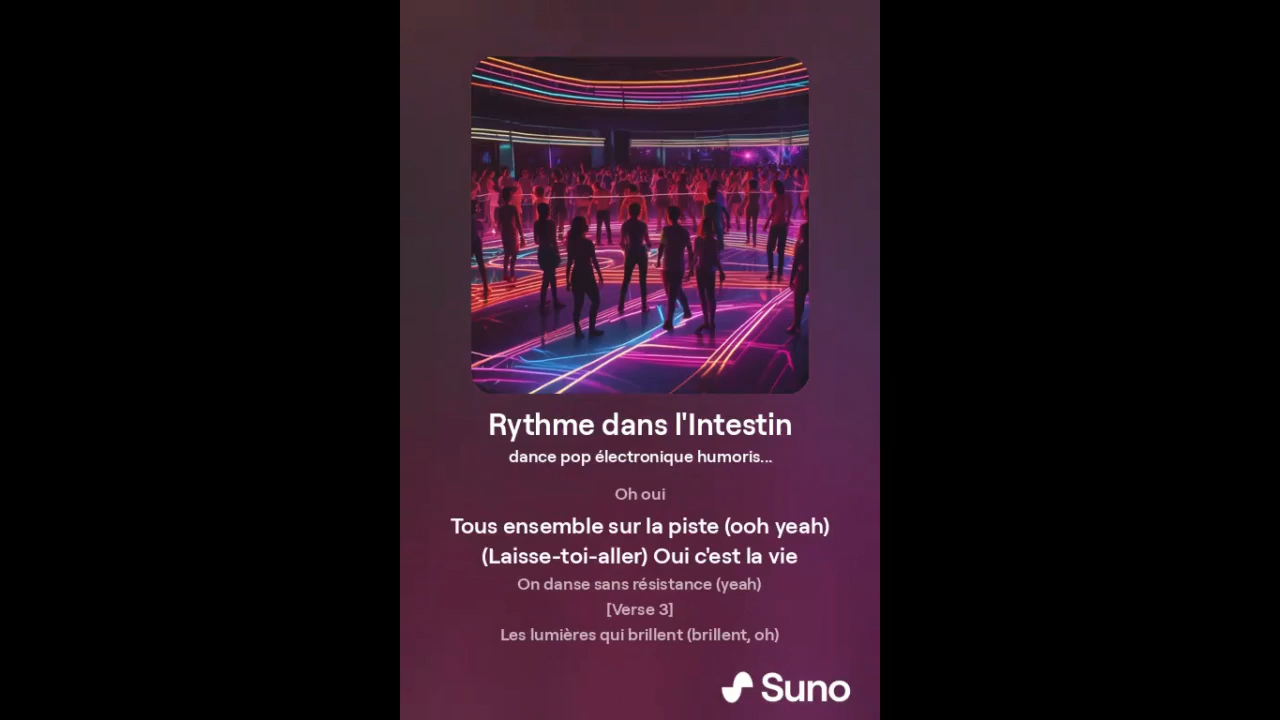 Rythme dans l'Intestin
dance pop électronique humoris...
Oh oui
Tous ensemble sur la piste (ooh yeah)
(Laisse-toi-aller) Oui c'est la vie
On danse sans résistance (yeah)
[Verse 3]
Les lumières qui brillent (brillent, oh)
Suno